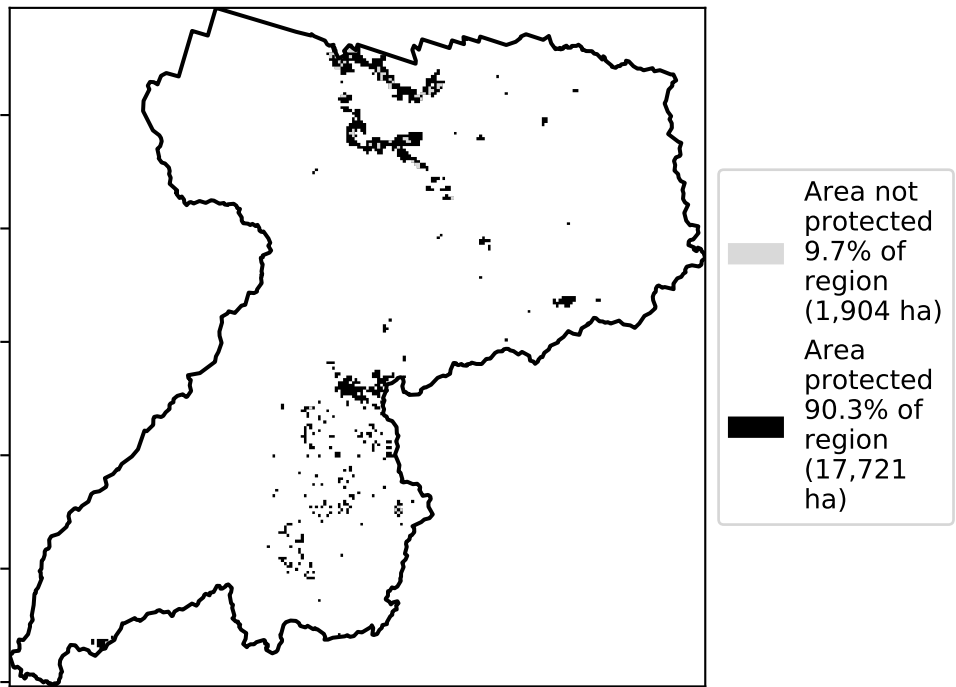 Area not
protected
9.7% of
region
(1,904 ha)
Area
protected
90.3% of
region
(17,721
ha)